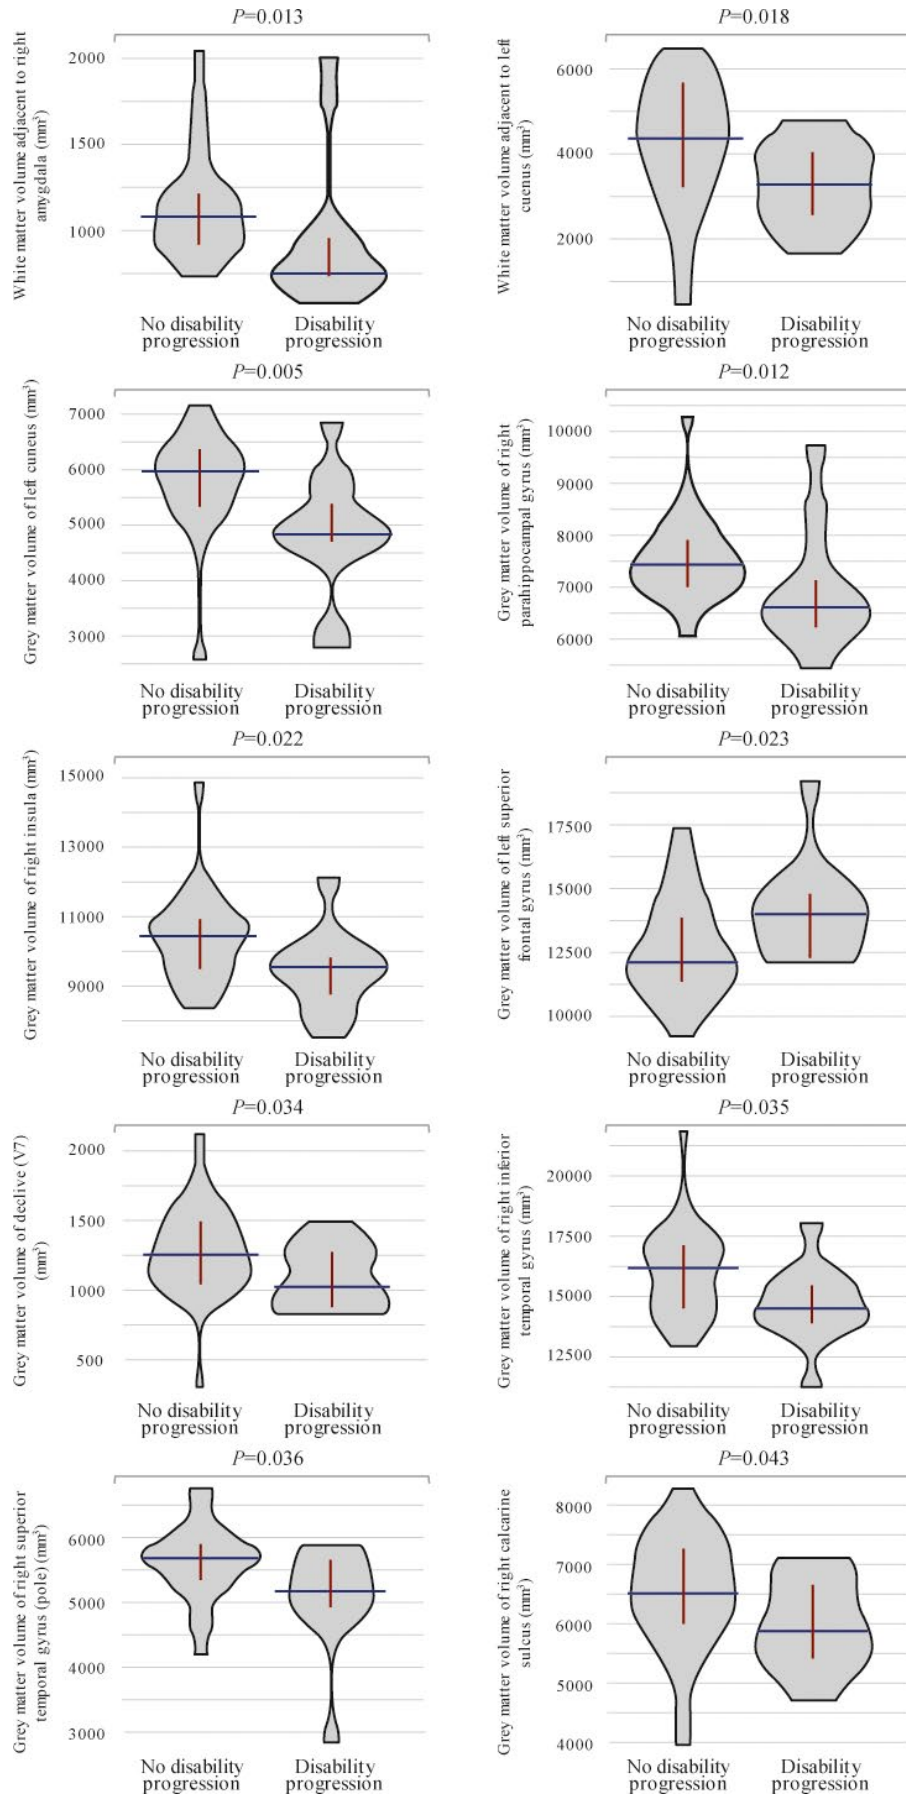 P=0.013
White matter volume adjacent to right
amygdala (mm³)
2000
1500
1000
No disability
progression
Disability
progression
P=0.018
White matter volume adjacent to left
cuenus (mm³)
6000
4000
2000
No disability
progression
Disability
progression
P=0.005
Grey matter volume of left cuneus (mm³)
7000
6000
5000
4000
3000
No disability
progression
Disability
progression
P=0.012
Grey matter volume of right
parahippocampal gyrus (mm³)
10000
9000
8000
7000
6000
No disability
progression
Disability
progression
P=0.022
Grey matter volume of right insula (mm³)
15000
13000
11000
9000
No disability
progression
Disability
progression
P=0.023
Grey matter volume of left superior
frontal gyrus (mm³)
17500
15000
12500
10000
No disability
progression
Disability
progression
P=0.034
Grey matter volume of declive (V7)
(mm³)
2000
1500
1000
500
No disability
progression
Disability
progression
P=0.035
Grey matter volume of right inferior
temporal gyrus (mm³)
20000
17500
15000
12500
No disability
progression
Disability
progression
P=0.036
Grey matter volume of right superior
temporal gyrus (pole) (mm³)
6000
5000
4000
3000
No disability
progression
Disability
progression
P=0.043
Grey matter volume of right calcarine
sulcus (mm³)
8000
7000
6000
5000
4000
No disability
progression
Disability
progression